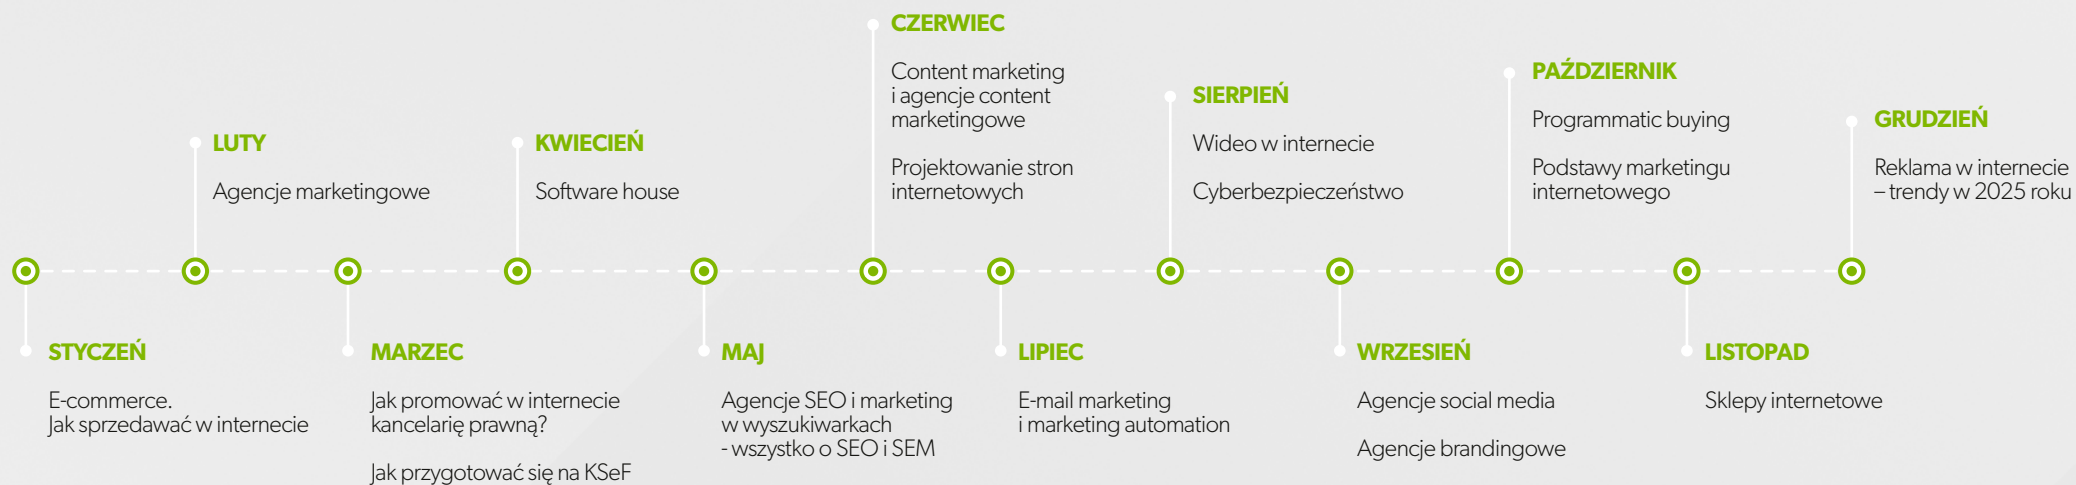 STYCZEŃ
E-commerce.
Jak sprzedawać w internecie
LUTY
Agencje marketingowe
MARZEC
Jak promować w internecie
kancelarię prawną?
Jak przygotować się na KSeF
KWIECIEŃ
Software house
MAJ
Agencje SEO i marketing
w wyszukiwarkach
- wszystko o SEO i SEM
CZERWIEC
Content marketing
i agencje content
marketingowe
Projektowanie stron
internetowych
LIPIEC
E-mail marketing
i marketing automation
SIERPIEŃ
Wideo w internecie
Cyberbezpieczeństwo
WRZESIEŃ
Agencje social media
Agencje brandingowe
PAŹDZIERNIK
Programmatic buying
Podstawy marketingu
internetowego
LISTOPAD
Sklepy internetowe
GRUDZIEŃ
Reklama w internecie
– trendy w 2025 roku